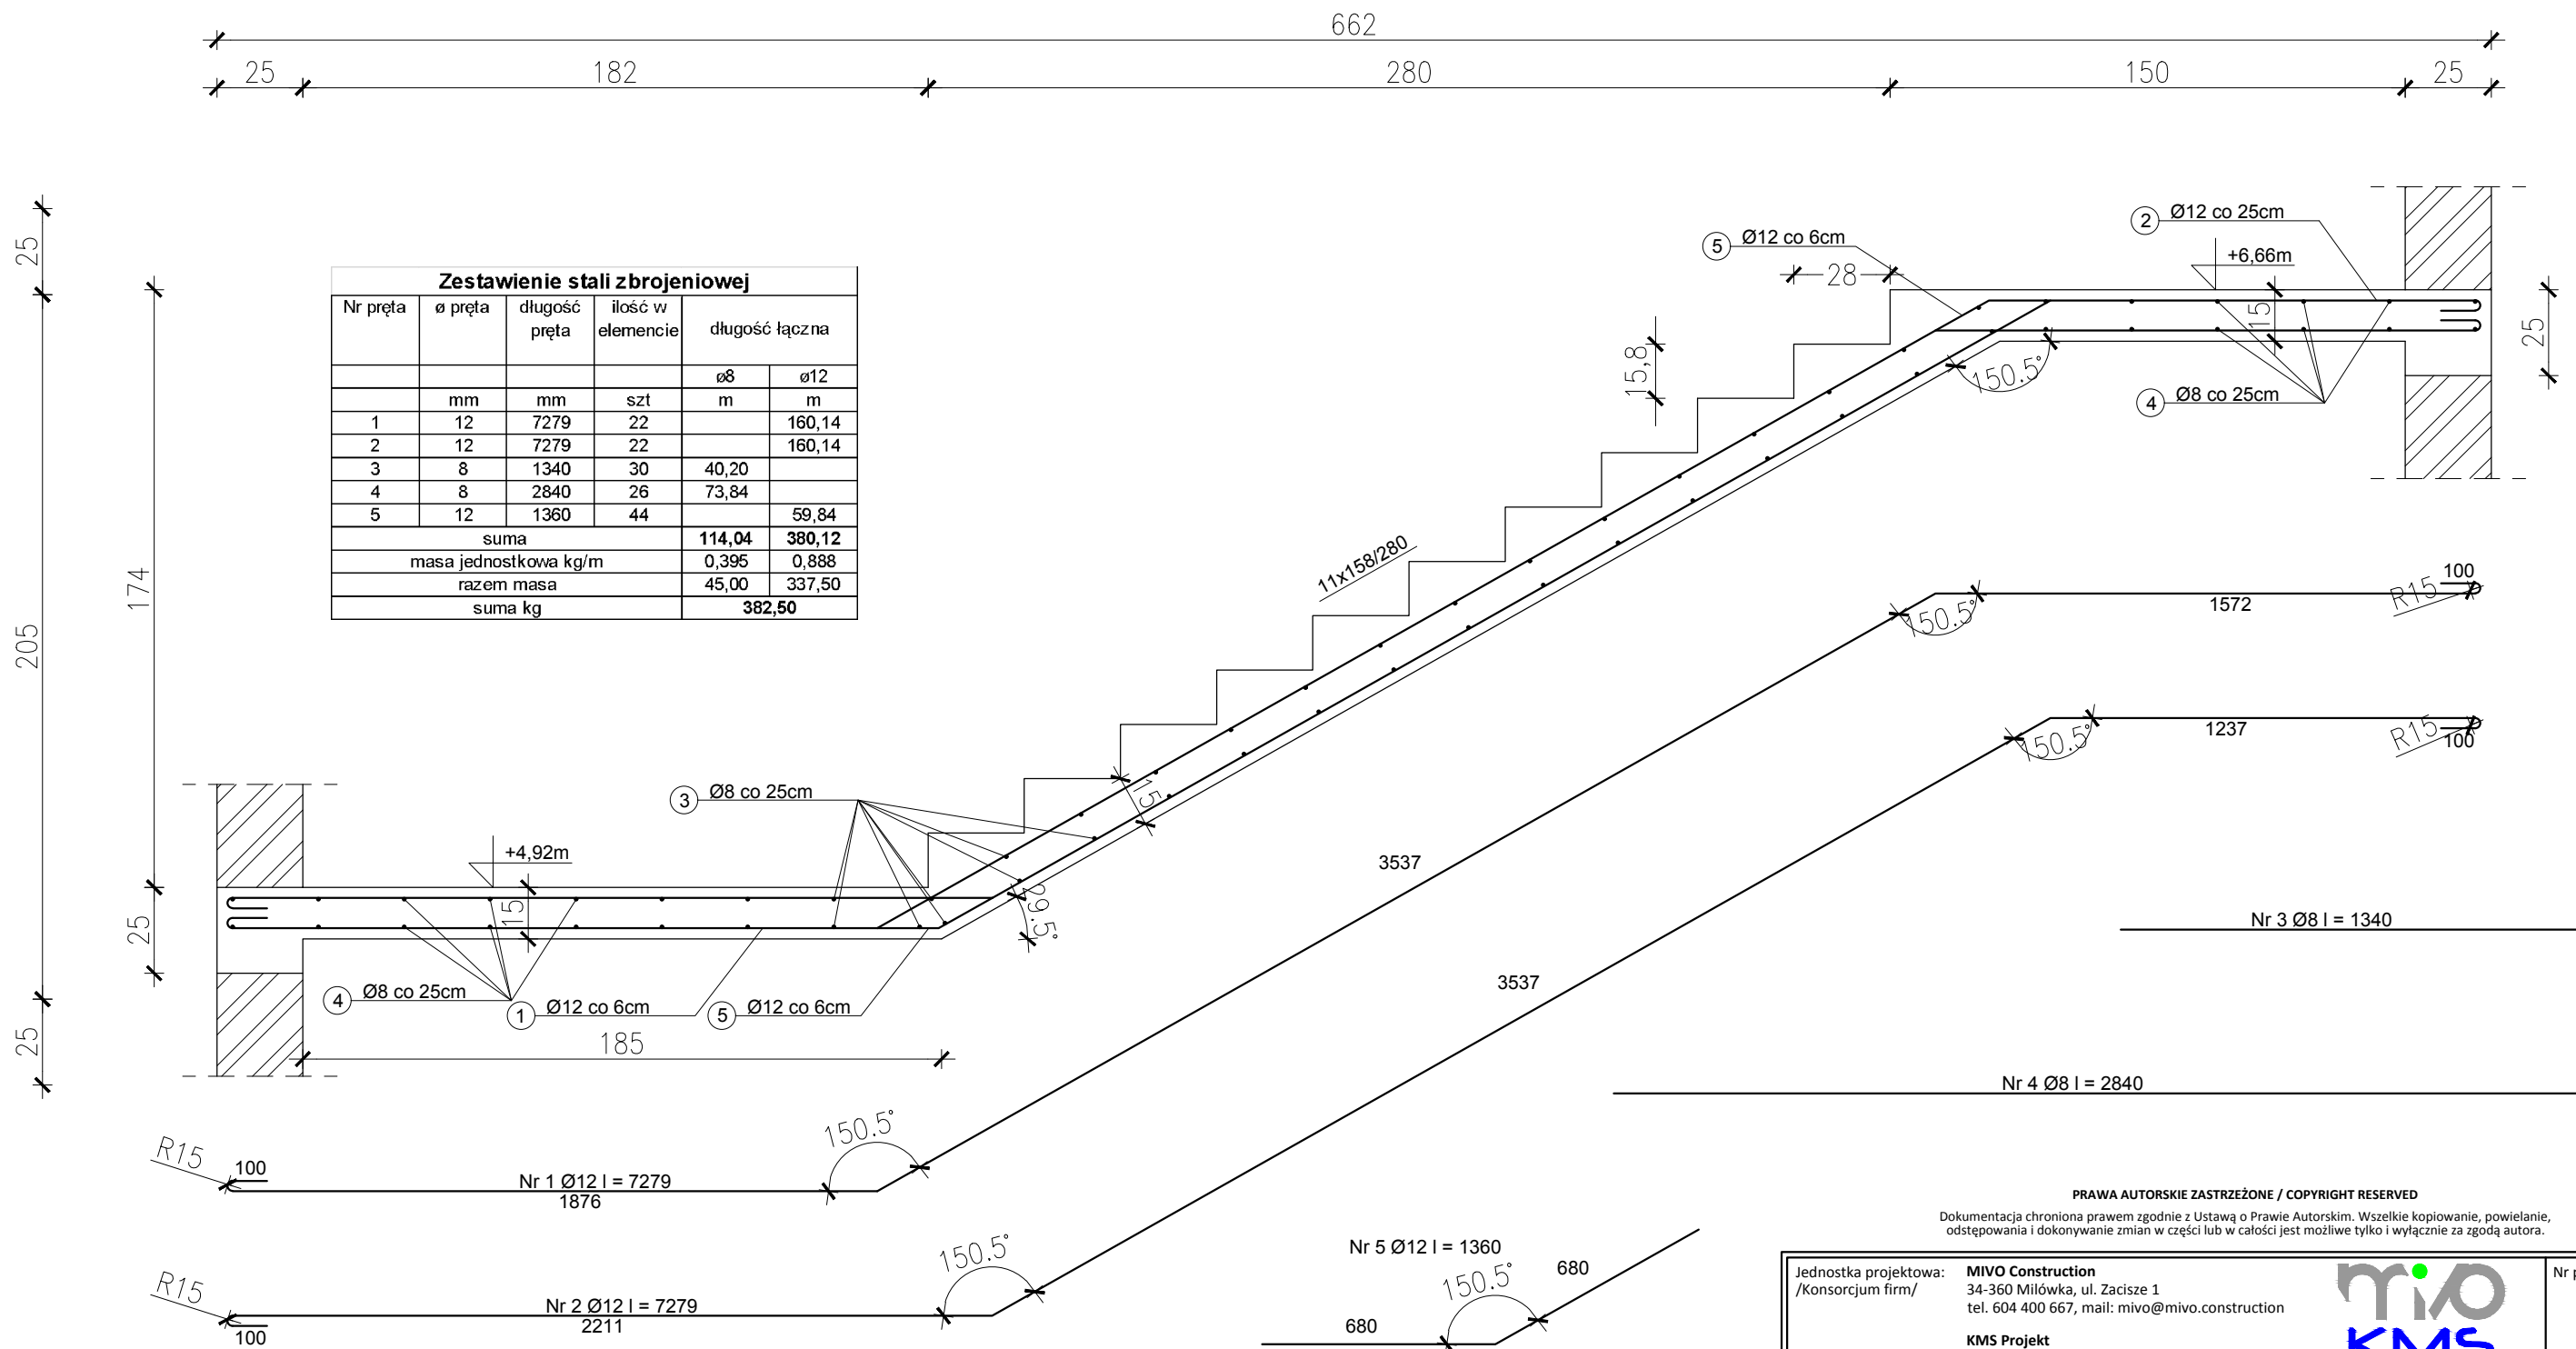 662
25 182 280 150 25
25
174
205
25
25
Zestawienie stali zbrojeniowej
Nr pręta ø pręta długość pręta ilość w elemencie długość łączna
ø8 ø12
mm mm szt m m
1 12 7279 22 160,14
2 12 7279 22 160,14
3 8 1340 30 40,20
4 8 2840 26 73,84
5 12 1360 44 59,84
suma 114,04 380,12
masa jednostkowa kg/m 0,395 0,888
razem masa 45,00 337,50
suma kg 382,50
2 Ø12 co 25cm
5 Ø12 co 6cm
+6,66m
28
15
25
15,8
150.5°
4 Ø8 co 25cm
11x158/280
100
R15
1572
150.5°
1237
R15
100
150.5°
3 Ø8 co 25cm
15
+4,92m
15
29.5°
3537
3537
Nr 3 Ø8 l = 1340
4 Ø8 co 25cm
1 Ø12 co 6cm
5 Ø12 co 6cm
185
Nr 4 Ø8 l = 2840
150.5°
R15
100
Nr 1 Ø12 l = 7279
1876
150.5°
R15
100
Nr 2 Ø12 l = 7279
2211
Nr 5 Ø12 l = 1360
150.5°
680
680
PRAWA AUTORSKIE ZASTRZEŻONE / COPYRIGHT RESERVED
Dokumentacja chroniona prawem zgodnie z Ustawą o Prawie Autorskim. Wszelkie kopiowanie, powielanie,
odstępowania i dokonywanie zmian w części lub w całości jest możliwe tylko i wyłącznie za zgodą autora.
Jednostka projektowa: MIVO Construction
/Konsorcjum firm/ 34-360 Milówka, ul. Zacisze 1
tel. 604 400 667, mail: mivo@mivo.construction
KMS Projekt
mivo
KMS
Nr